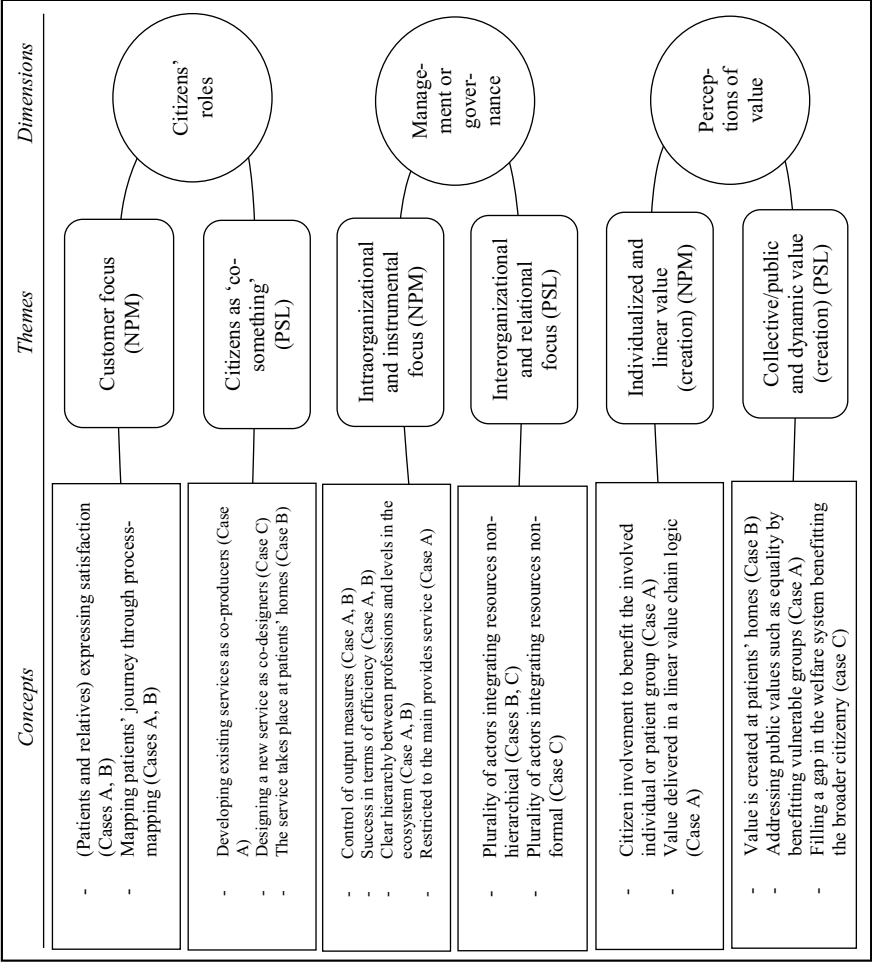 Concepts
Themes
Dimensions
- (Patients and relatives) expressing satisfaction
(Cases A, B)
- Mapping patients’ journey through process-
mapping (Cases A, B)
Customer focus
(NPM)
Citizens’
roles
- Developing existing services as co-producers (Case
A)
- Designing a new service as co-designers (Case C)
- The service takes place at patients’ homes (Case B)
Citizens as ‘co-
something’
(PSL)
- Control of output measures (Case A, B)
- Success in terms of efficiency (Case A, B)
- Clear hierarchy between professions and levels in the
ecosystem (Case A, B)
- Restricted to the main provides service (Case A)
Intraorganizational
and instrumental
focus (NPM)
Manage-
ment or
gover-
nance
- Plurality of actors integrating resources non-
hierarchical (Cases B, C)
- Plurality of actors integrating resources non-
formal (Case C)
Interorganizational
and relational
focus (PSL)
- Citizen involvement to benefit the involved
individual or patient group (Case A)
- Value delivered in a linear value chain logic
(Case A)
Individualized and
linear value
(creation) (NPM)
Percep-
tions of
value
- Value is created at patients’ homes (Case B)
- Addressing public values such as equality by
benefitting vulnerable groups (Case A)
- Filling a gap in the welfare system benefitting
the broader citizenry (case C)
Collective/public
and dynamic value
(creation) (PSL)